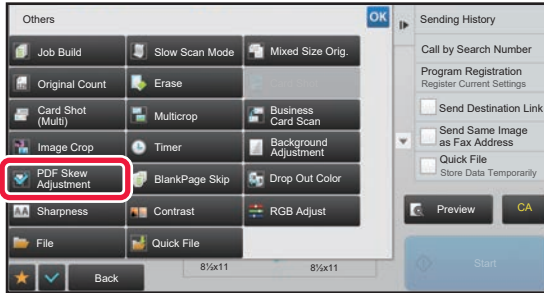 Others
OK
Job Build
Slow Scan Mode
Mixed Size Orig.
Original Count
Erase
Card Shot
(Multi)
Multicrop
Business
Card Scan
Image Crop
Timer
Background
Adjustment
PDF Skew
Adjustment
BlankPage Skip
Drop Out Color
AA Sharpness
Contrast
RGB Adjust
File
Quick File
Back
8½x11
8½x11
Sending History
Call by Search Number
Program Registration
Register Current Settings
Send Destination Link
Send Same Image
as Fax Address
Quick File
Store Data Temporarily
Preview
CA
Start